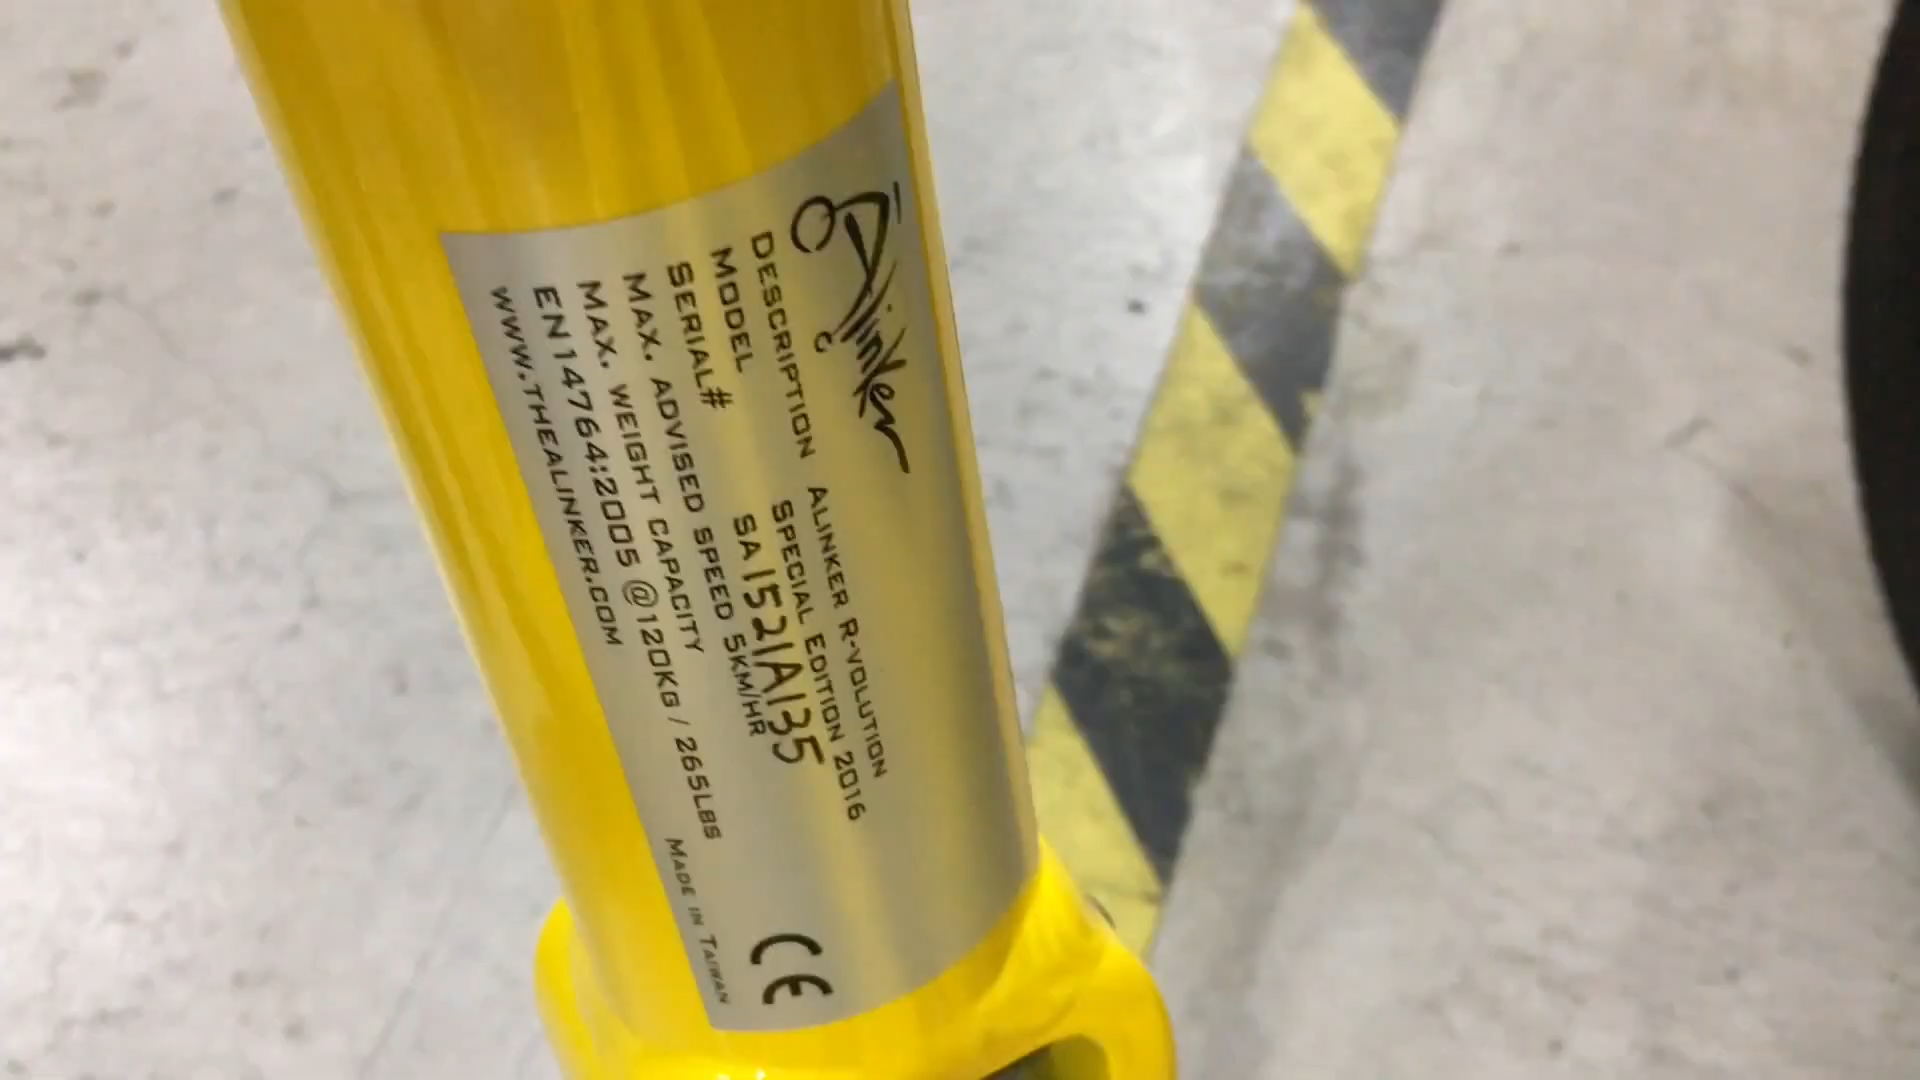 Alinker
DESCRIPTION ALINKER R-VOLUTION
MODEL SPECIAL EDITION 2016
SERIAL# SA1521A135
MAX. ADVISED SPEED 5KM/HR
MAX. WEIGHT CAPACITY
EN14764:2005 @120KG / 265LBS
WWW.THEALINKER.COM
MADE IN TAIWAN
CE